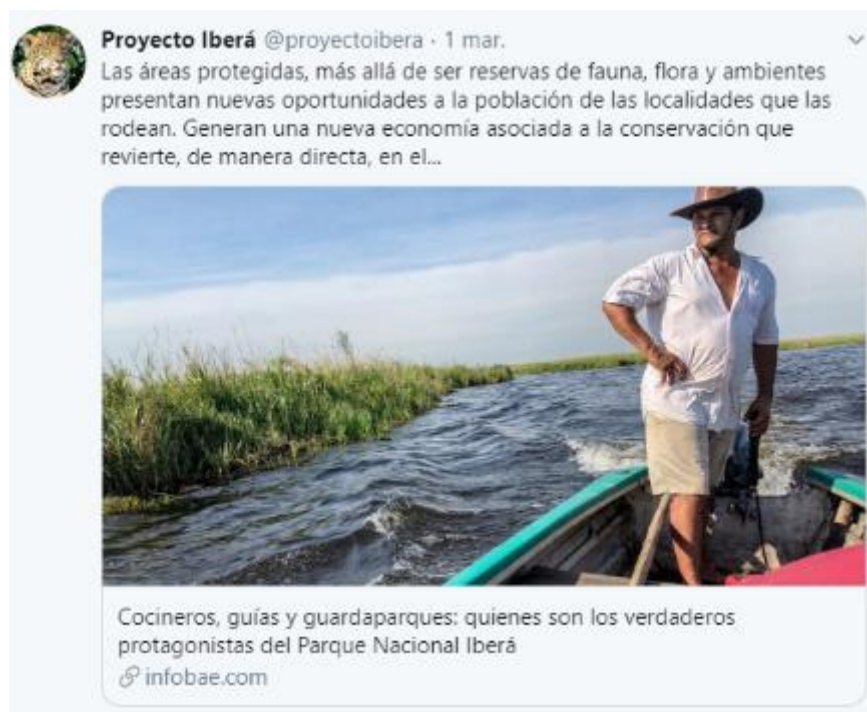 Proyecto Iberá @proyectoibera · 1 mar.
Las áreas protegidas, más allá de ser reservas de fauna, flora y ambientes
presentan nuevas oportunidades a la población de las localidades que las
rodean. Generan una nueva economía asociada a la conservación que
revierte, de manera directa, en el...
Cocineros, guías y guardaparques: quienes son los verdaderos
protagonistas del Parque Nacional Iberá
infobae.com